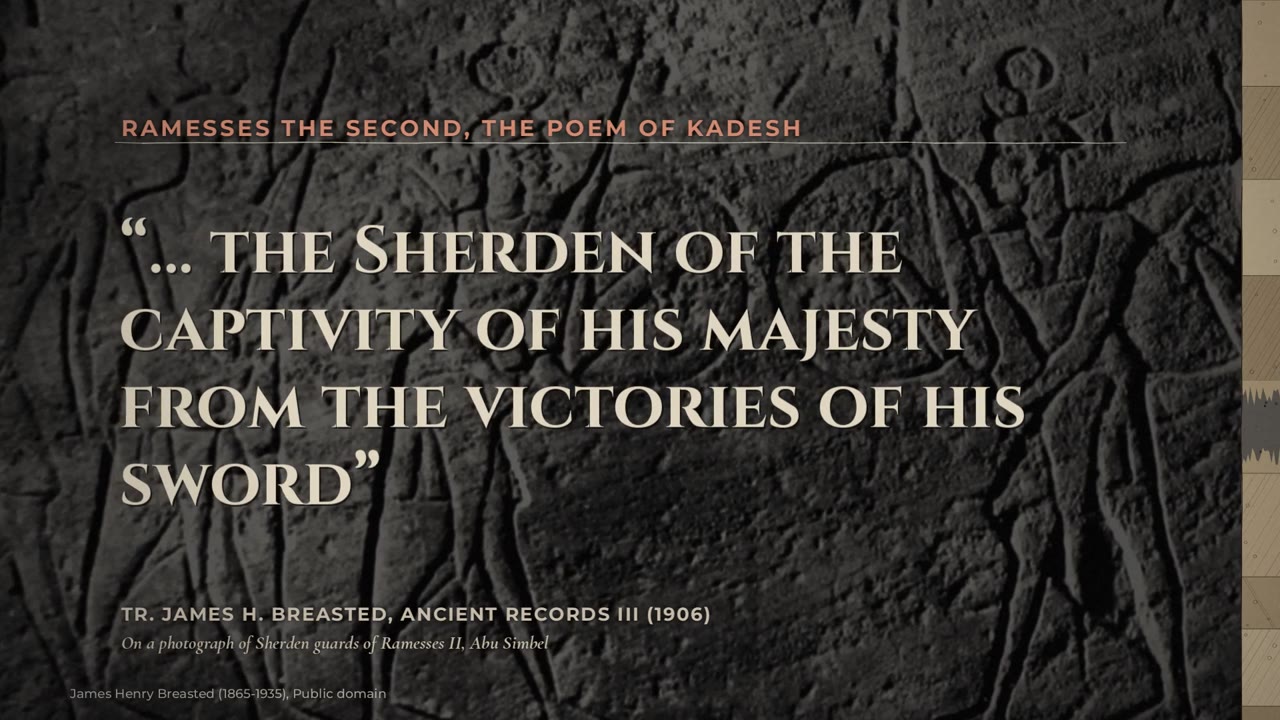 RAMESSES THE SECOND, THE POEM OF KADESH
“… THE SHERDEN OF THE
CAPTIVITY OF HIS MAJESTY
FROM THE VICTORIES OF HIS
SWORD”
TR. JAMES H. BREASTED, ANCIENT RECORDS III (1906)
On a photograph of Sherden guards of Ramesses II, Abu Simbel
James Henry Breasted (1865-1935), Public domain